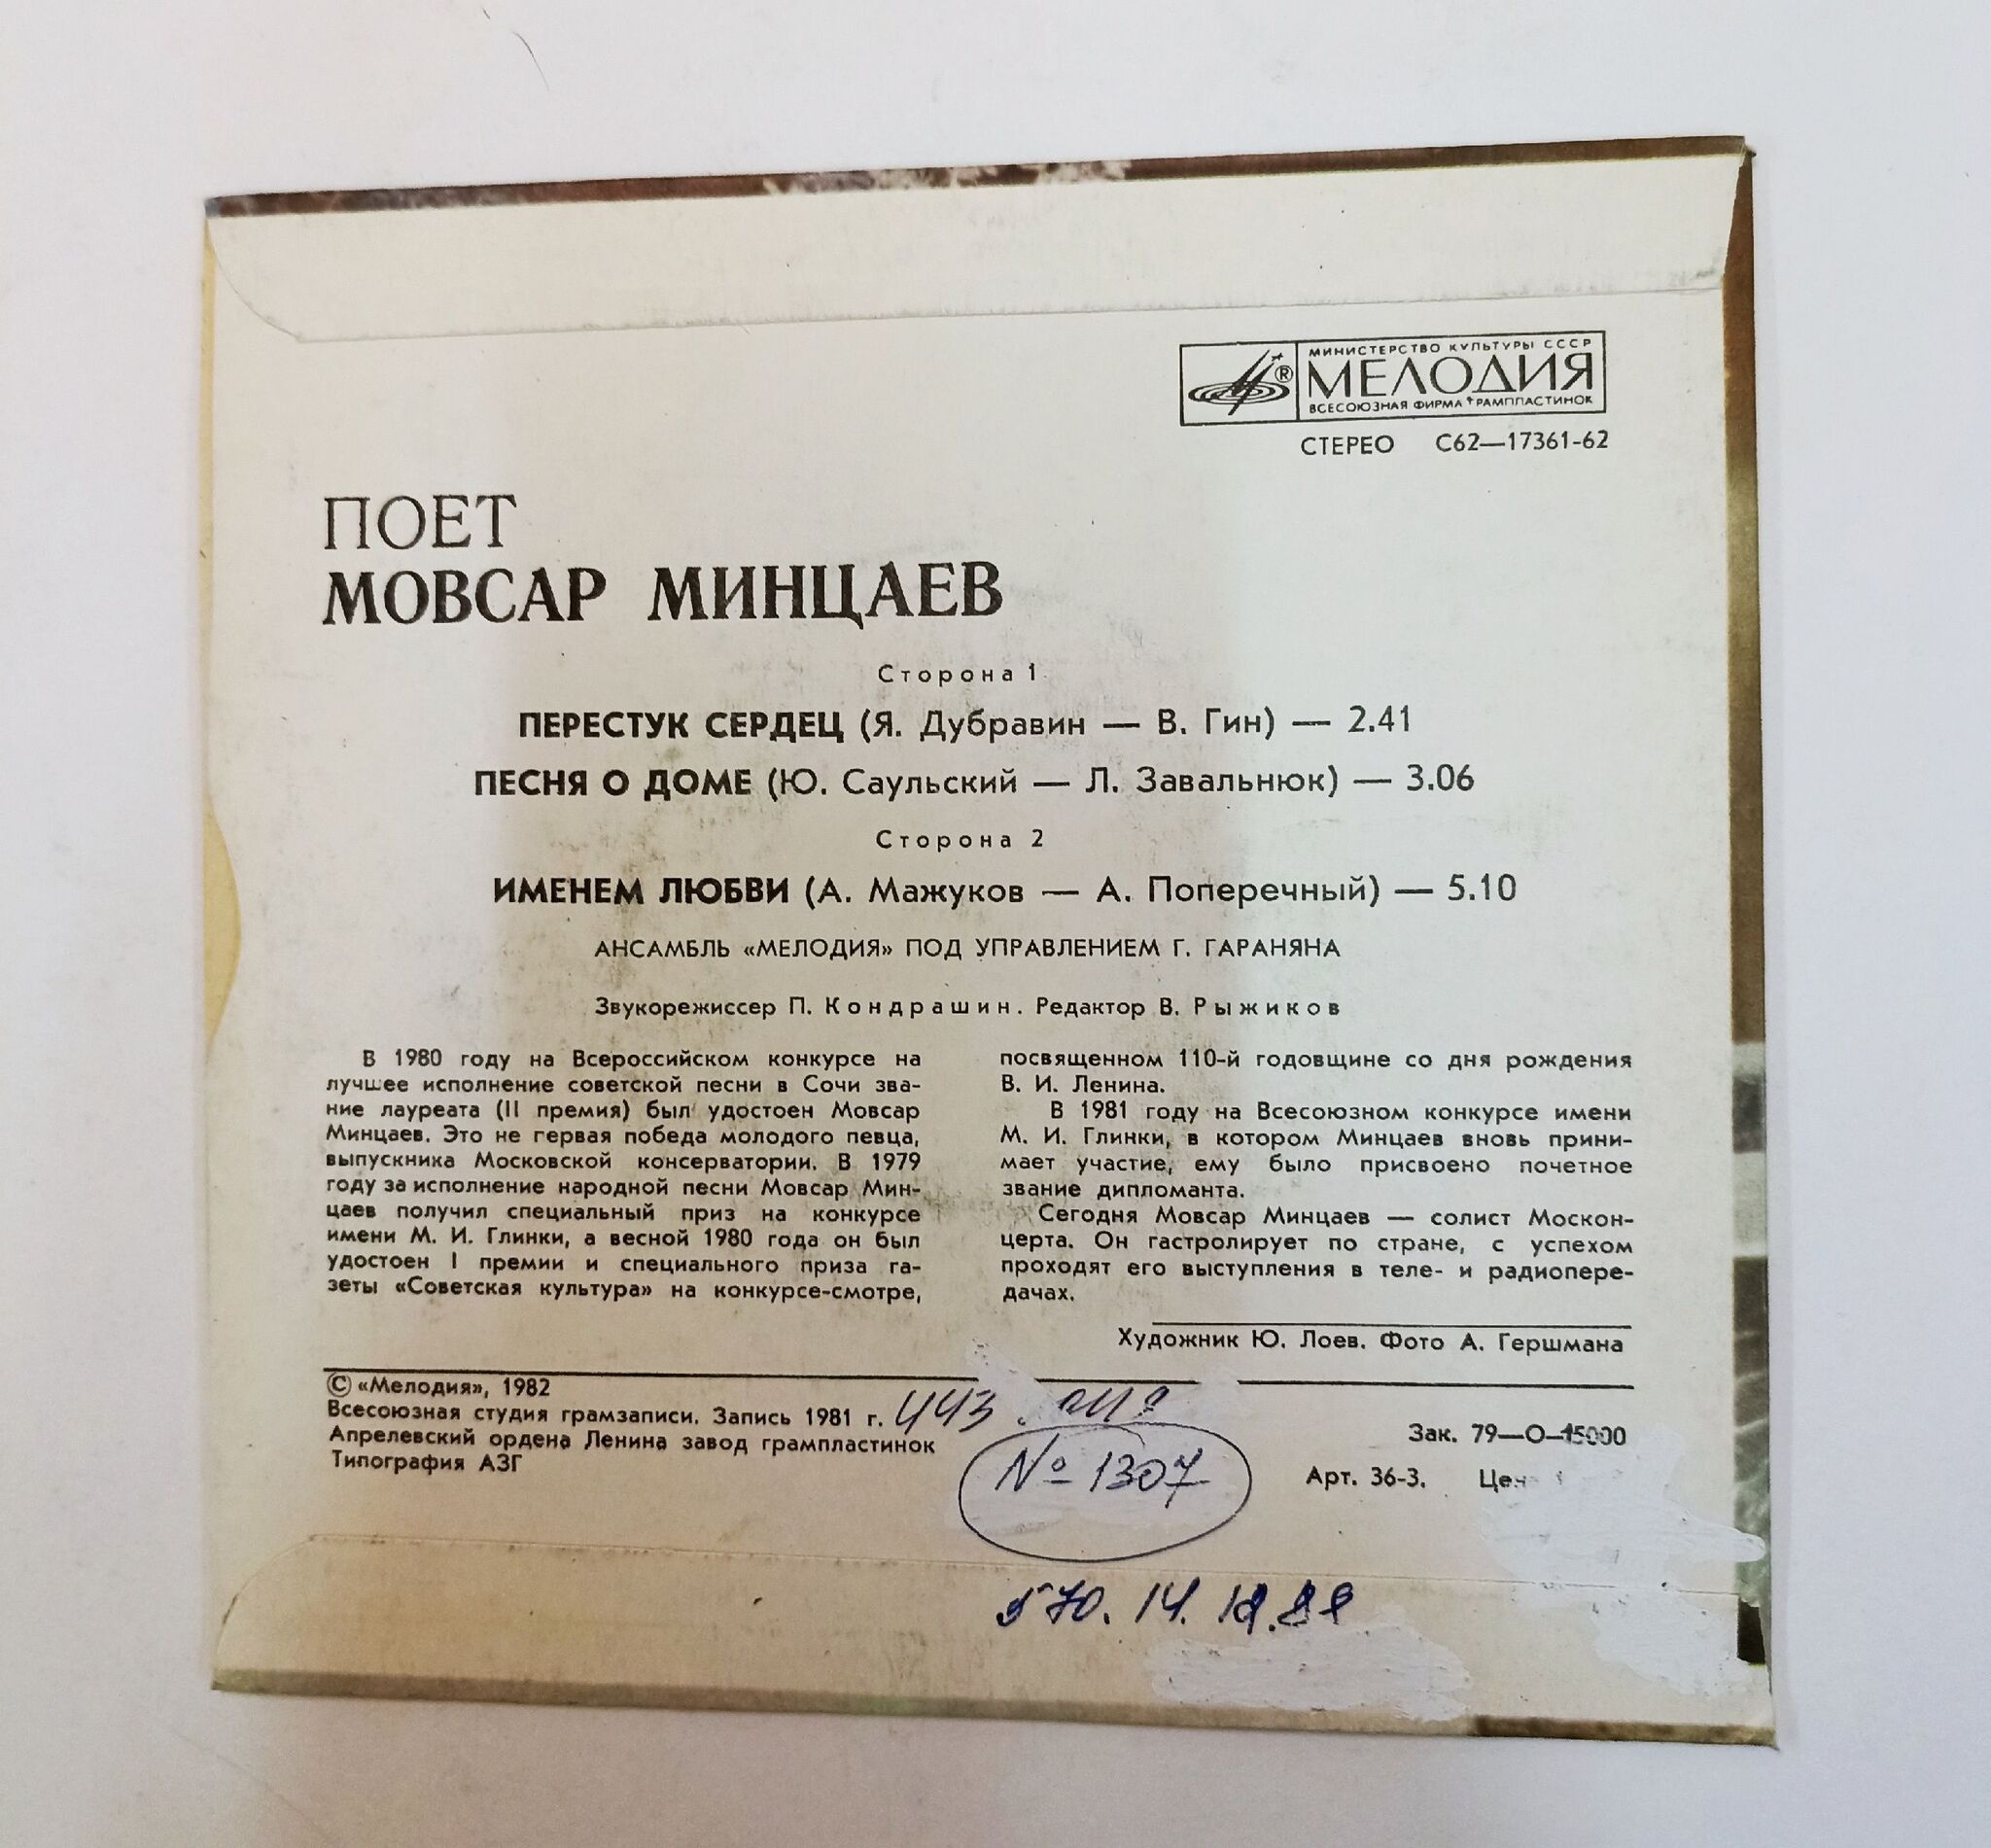 МИНИСТЕРСТВО КУЛЬТУРЫ СССР
МЕЛОДИЯ
ВСЕСОЮЗНАЯ ФИРМА ГРАМПЛАСТИНОК
СТЕРЕО С62—17361-62
ПОЕТ
МОВСАР МИНЦАЕВ
Сторона 1
ПЕРЕСТУК СЕРДЕЦ (Я. Дубравин — В. Гин) — 2.41
ПЕСНЯ О ДОМЕ (Ю. Саульский — Л. Завальнюк) — 3.06
Сторона 2
ИМЕНЕМ ЛЮБВИ (А. Мажуков — А. Поперечный) — 5.10
АНСАМБЛЬ «МЕЛОДИЯ» ПОД УПРАВЛЕНИЕМ Г. ГАРАНЯНА
Звукорежиссер П. Кондрашин. Редактор В. Рыжиков
В 1980 году на Всероссийском конкурсе на
лучшее исполнение советской песни в Сочи зва-
ние лауреата (II премия) был удостоен Мовсар
Минцаев. Это не гервая победа молодого певца,
выпускника Московской консерватории. В 1979
году за исполнение народной песни Мовсар Мин-
цаев получил специальный приз на конкурсе
имени М. И. Глинки, а весной 1980 года он был
удостоен I премии и специального приза га-
зеты «Советская культура» на конкурсе-смотре,
посвященном 110-й годовщине со дня рождения
В. И. Ленина.
В 1981 году на Всесоюзном конкурсе имени
М. И. Глинки, в котором Минцаев вновь прини-
мает участие, ему было присвоено почетное
звание дипломанта.
Сегодня Мовсар Минцаев — солист Москон-
церта. Он гастролирует по стране, с успехом
проходят его выступления в теле- и радиопере-
дачах.
Художник Ю. Лоев. Фото А. Гершмана
© «Мелодия», 1982
Всесоюзная студия грамзаписи. Запись 1981 г. 443
Апрелевский ордена Ленина завод грампластинок
Типография АЗГ
№ 1307
Зак. 79—О—15000
Арт. 36-3.
570. 14.